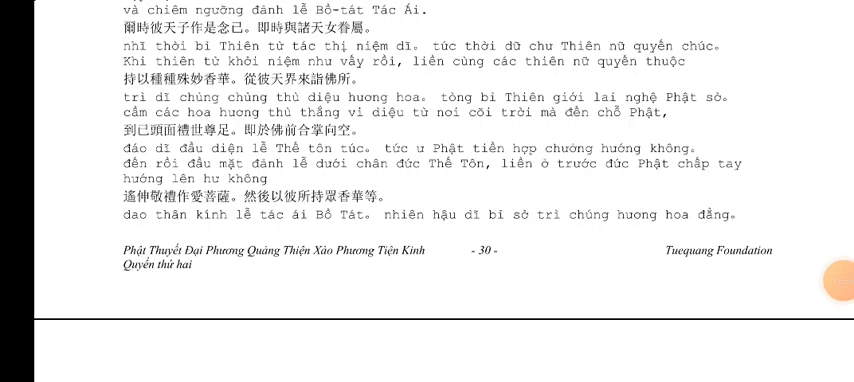 và chiêm ngưỡng đảnh lễ Bồ-tát Tác Ái.
爾時彼天子作是念已。即時與諸天女眷屬。
nhĩ thời bỉ Thiên tử tác thị niệm dĩ。 tức thời dữ chư Thiên nữ quyến chúc。
Khi thiên tử khởi niệm như vậy rồi, liền cùng các thiên nữ quyến thuộc
持以種種殊妙香華。從彼天界來詣佛所。
trì dĩ chủng chủng thù diệu hương hoa。 tòng bỉ Thiên giới lai nghệ Phật sở。
cầm các hoa hương thù thắng vi diệu từ nơi cõi trời mà đến chỗ Phật,
到已頭面禮世尊足。即於佛前合掌向空。
đáo dĩ đầu diện lễ Thế tôn túc。 tức ư Phật tiền hợp chưởng hướng không。
đến rồi đầu mặt đảnh lễ dưới chân đức Thế Tôn, liền ở trước đức Phật chấp tay
hướng lên hư không
遙伸敬禮作愛菩薩。然後以彼所持眾香華等。
dao thân kính lễ tác ái Bồ Tát。 nhiên hậu dĩ bỉ sở trì chúng hương hoa đẳng。
Phật Thuyết Đại Phương Quảng Thiện Xảo Phương Tiện Kinh - 30 - Tuequang Foundation
Quyển thứ hai